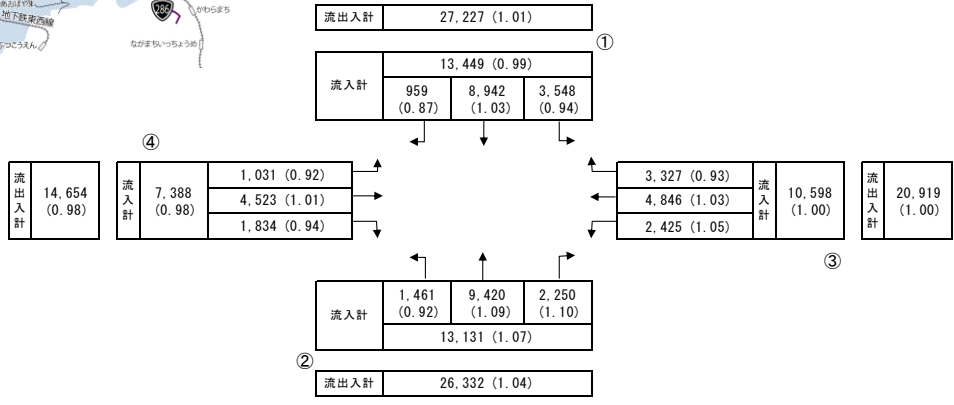 あおばやま
地下鉄東西線
286
かわらまち
ながまちいっちょうめ
流出入計 27,227 (1.01)
①
流入計
13,449 (0.99)
959 8,942 3,548
(0.87) (1.03) (0.94)
④
流出入計
14,654
(0.98)
流入計
7,388
(0.98)
1,031 (0.92)
4,523 (1.01)
1,834 (0.94)
3,327 (0.93)
4,846 (1.03)
2,425 (1.05)
流入計
10,598
(1.00)
流出入計
20,919
(1.00)
③
流入計
1,461 9,420 2,250
(0.92) (1.09) (1.10)
13,131 (1.07)
②
流出入計 26,332 (1.04)